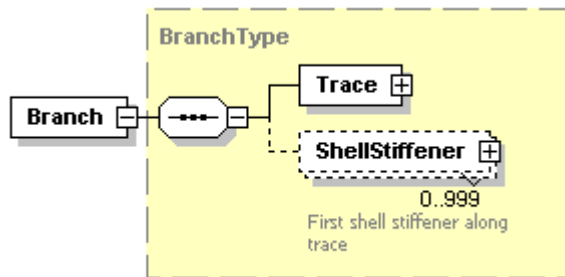 BranchType
Branch
Trace
ShellStiffener
0..999
First shell stiffener along
trace